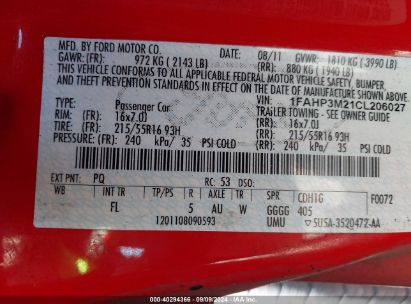 MFD. BY FORD MOTOR CO.
DATE: 08/11 GVWR: 1810 KG (3990 LB)
GAWR: (FR) 972 KG (2143 LB) (RR) 880 KG (1940 LB)
THIS VEHICLE CONFORMS TO ALL APPLICABLE FEDERAL MOTOR VEHICLE SAFETY, BUMPER
AND THEFT PREVENTION STANDARDS IN EFFECT ON THE DATE OF MANUFACTURE SHOWN ABOVE.
VIN: 1FAHP3M21CL206027
TYPE: Passenger Car TRAILER TOWING - SEE OWNER GUIDE
RIM: (FR) 16x7.0J (RR) 16x7.0J
TIRE: 215/55R16 93H 215/55R16 93H
PRESSURE: (FR) 240 kPa/ 35 PSI COLD (RR) 240 kPa/ 35 PSI COLD
EXT PNT: PQ RC: 53 DSO:
WB INT TR TP/PS R AXLE TR SPR CDH1G F0072
FL 5 AU W GGGG 405
1201108090593 UMU 5U5A-3520472-AA
40-40294366 - 09/09/2024 - IAA Inc.